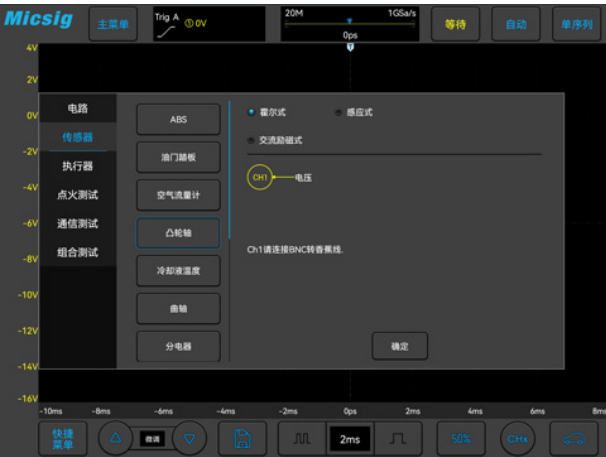 Micsig
主菜单
Trig A ① 0V
20M 1GSa/s
0ps
等待
自动
单序列
4V
2V
0V
-2V
-4V
-6V
-8V
-10V
-12V
-14V
-16V
电路
传感器
执行器
点火测试
通信测试
组合测试
ABS
油门踏板
空气流量计
凸轮轴
冷却液温度
曲轴
分电器
霍尔式 感应式
交流励磁式
CH1 电压
Ch1请连接BNC转香蕉线.
确定
-10ms -8ms -6ms -4ms -2ms 0ps 2ms 4ms 6ms 8ms
快捷
菜单
微调
2ms
50%
CHx